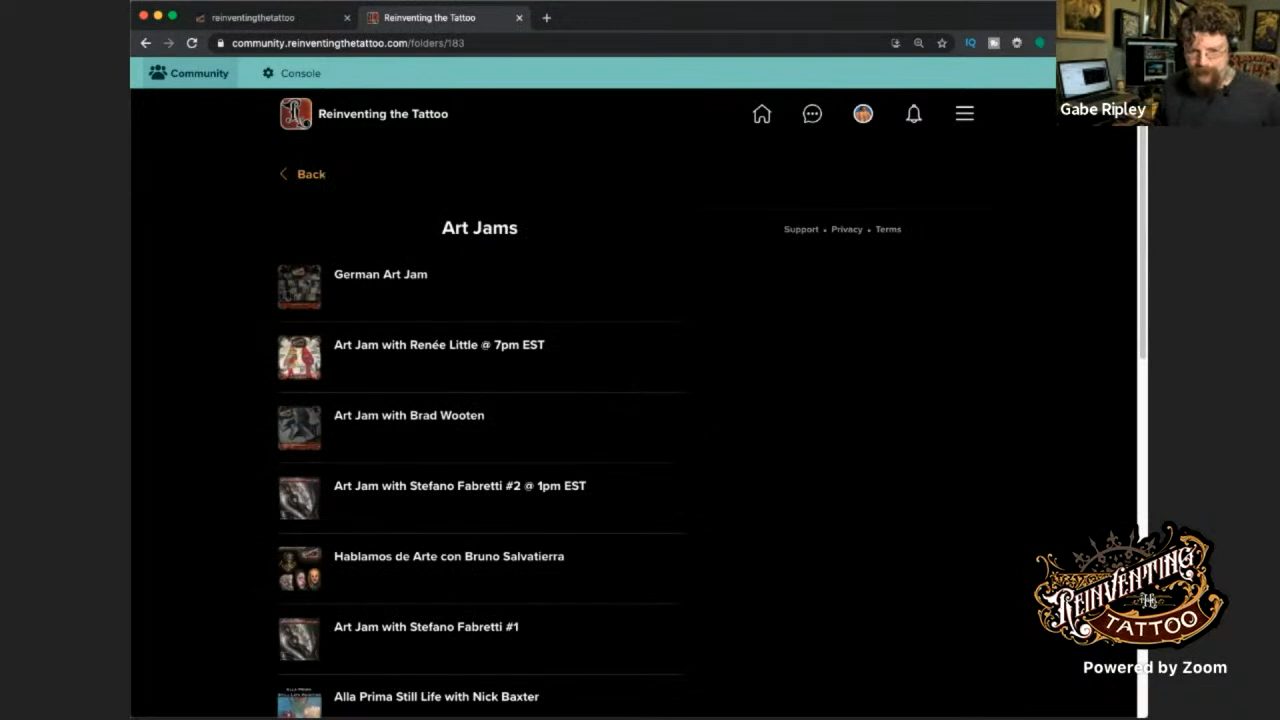 reinventingthetattoo
Reinventing the Tattoo
community.reinventingthetattoo.com/folders/183
IQ
Community
Console
Reinventing the Tattoo
Gabe Ripley
Back
Art Jams
Support • Privacy • Terms
German Art Jam
Art Jam with Renée Little @ 7pm EST
Art Jam with Brad Wooten
Art Jam with Stefano Fabretti #2 @ 1pm EST
Hablamos de Arte con Bruno Salvatierra
Art Jam with Stefano Fabretti #1
Alla Prima Still Life with Nick Baxter
REINVENTING
THE
TATTOO
Powered by Zoom